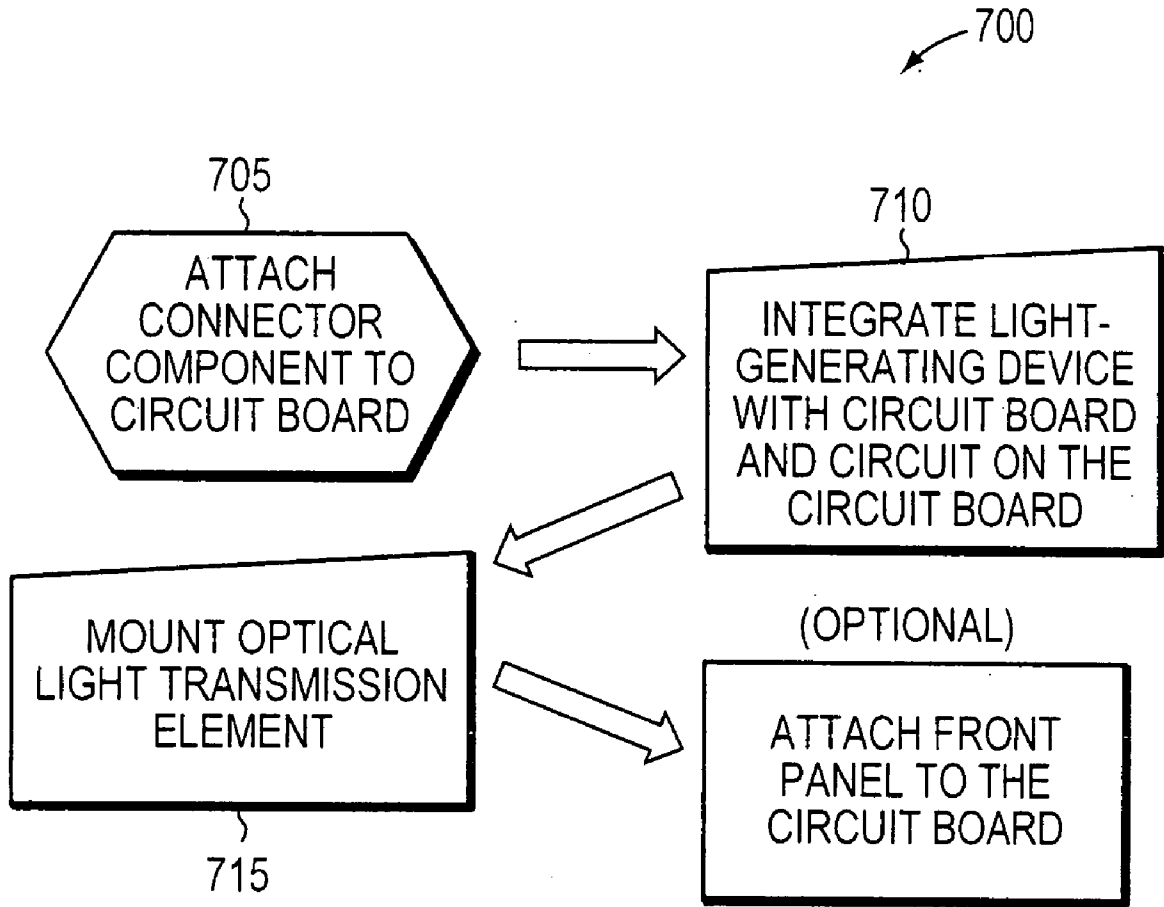 700
705
ATTACH
CONNECTOR
COMPONENT TO
CIRCUIT BOARD
710
INTEGRATE LIGHT-
GENERATING DEVICE
WITH CIRCUIT BOARD
AND CIRCUIT ON THE
CIRCUIT BOARD
MOUNT OPTICAL
LIGHT TRANSMISSION
ELEMENT
715
(OPTIONAL)
ATTACH FRONT
PANEL TO THE
CIRCUIT BOARD